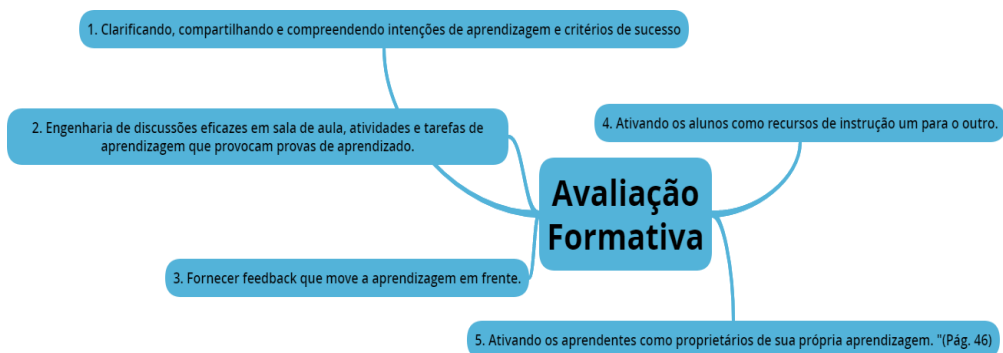 1. Clarificando, compartilhando e compreendendo intenções de aprendizagem e critérios de sucesso
2. Engenharia de discussões eficazes em sala de aula, atividades e tarefas de
aprendizagem que provocam provas de aprendizado.
3. Fornecer feedback que move a aprendizagem em frente.
Avaliação
Formativa
4. Ativando os alunos como recursos de instrução um para o outro.
5. Ativando os aprendentes como proprietários de sua própria aprendizagem. "(Pág. 46)